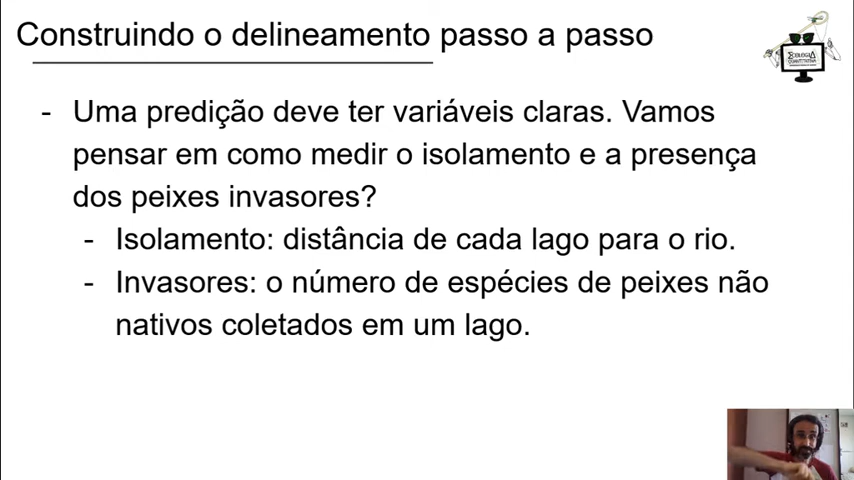 Construindo o delineamento passo a passo
ECOLOGIA
QUANTITATIVA
- Uma predição deve ter variáveis claras. Vamos
pensar em como medir o isolamento e a presença
dos peixes invasores?
- Isolamento: distância de cada lago para o rio.
- Invasores: o número de espécies de peixes não
nativos coletados em um lago.